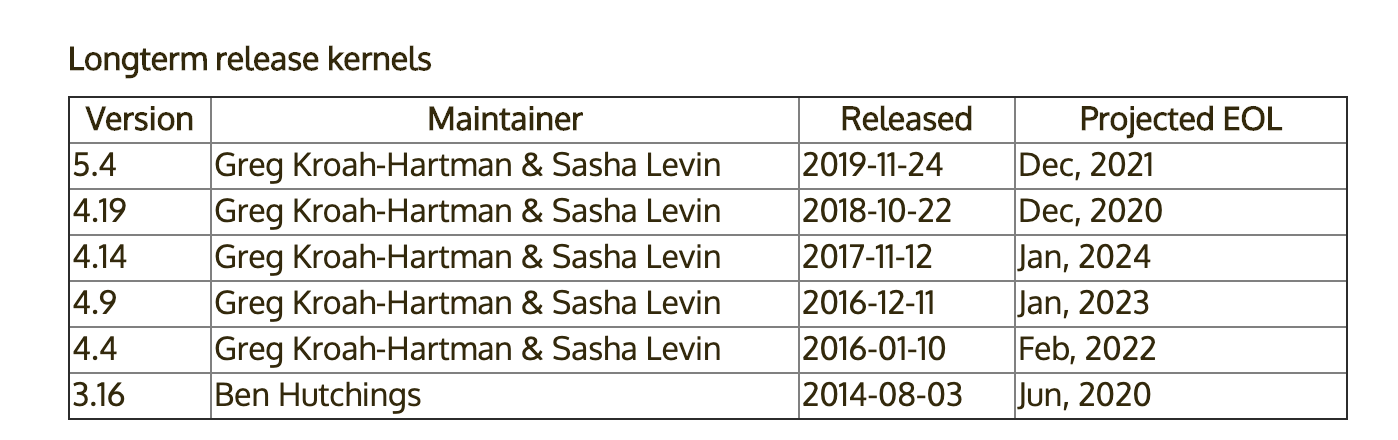 Longterm release kernels
Version Maintainer Released Projected EOL
5.4 Greg Kroah-Hartman & Sasha Levin 2019-11-24 Dec, 2021
4.19 Greg Kroah-Hartman & Sasha Levin 2018-10-22 Dec, 2020
4.14 Greg Kroah-Hartman & Sasha Levin 2017-11-12 Jan, 2024
4.9 Greg Kroah-Hartman & Sasha Levin 2016-12-11 Jan, 2023
4.4 Greg Kroah-Hartman & Sasha Levin 2016-01-10 Feb, 2022
3.16 Ben Hutchings 2014-08-03 Jun, 2020